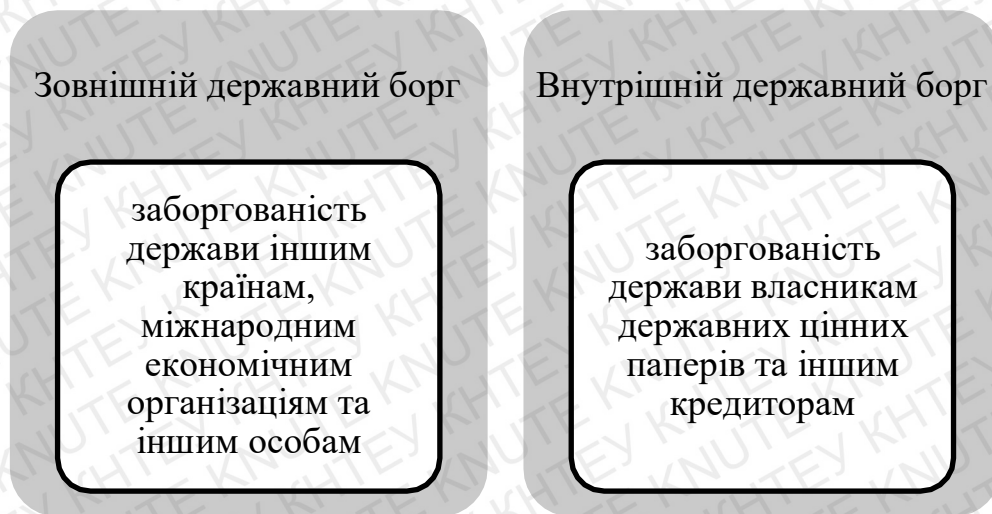 Зовнішній державний борг
заборгованість
держави іншим
країнам,
міжнародним
економічним
організаціям та
іншим особам
Внутрішній державний борг
заборгованість
держави власникам
державних цінних
паперів та іншим
кредиторам